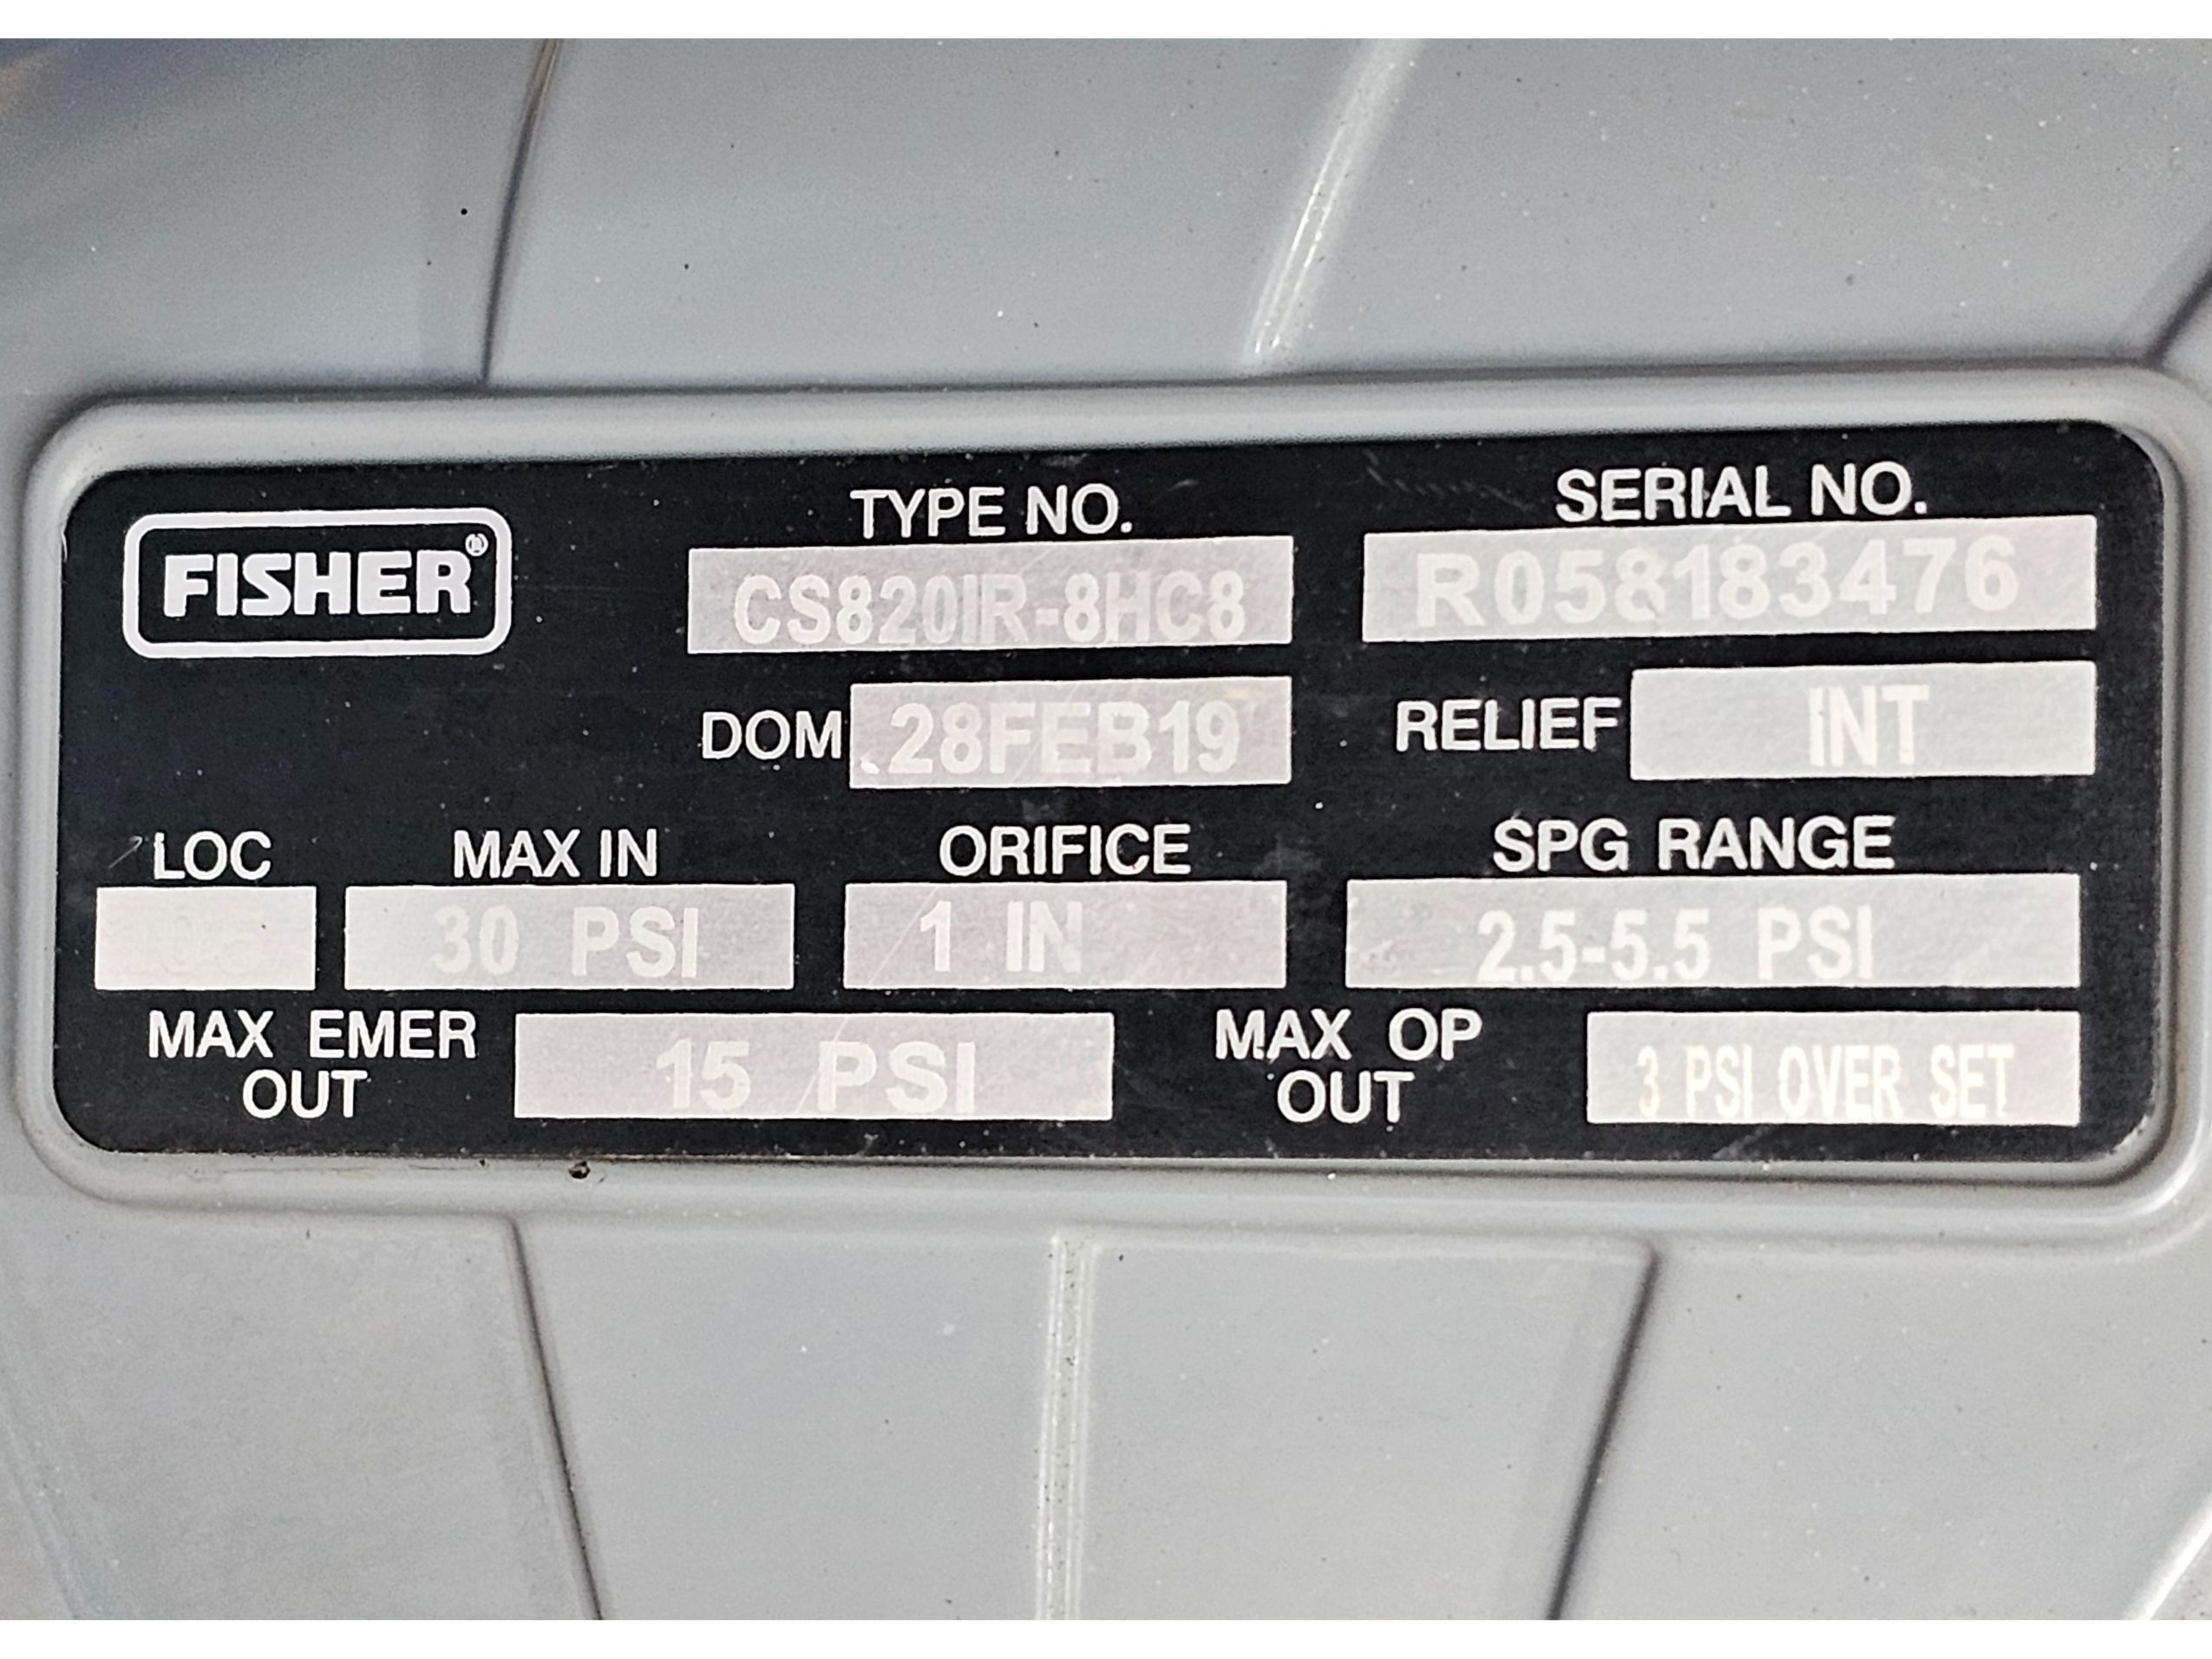 FISHER®
TYPE NO.
CS820IR-8HC8
SERIAL NO.
R058183476
DOM 28FEB19
RELIEF INT
LOC
MAX IN
30 PSI
ORIFICE
1 IN
SPG RANGE
2.5-5.5 PSI
MAX EMER
OUT
15 PSI
MAX OP
OUT
3 PSI OVER SET